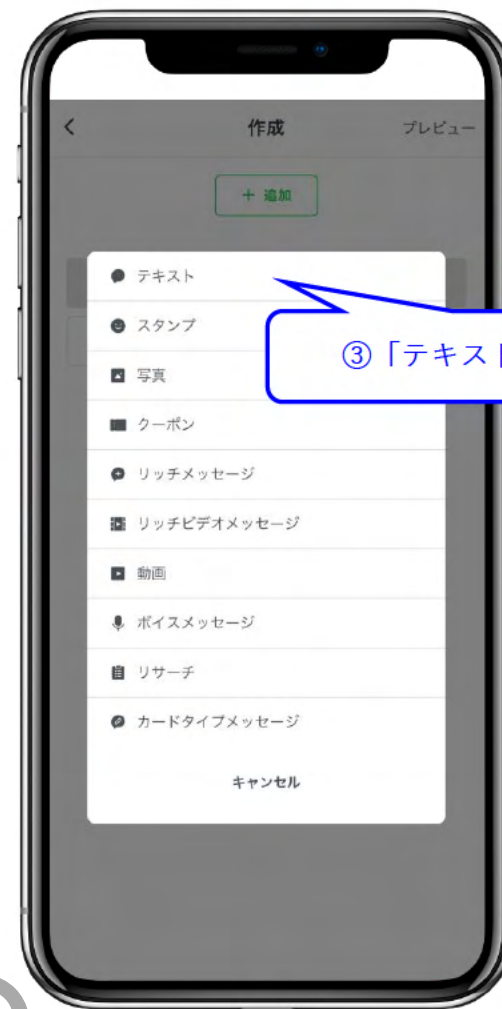 作成
プレビュー
+ 追加
テキスト
スタンプ
③「テキスト
写真
クーポン
リッチメッセージ
リッチビデオメッセージ
動画
ボイスメッセージ
リサーチ
カードタイプメッセージ
キャンセル